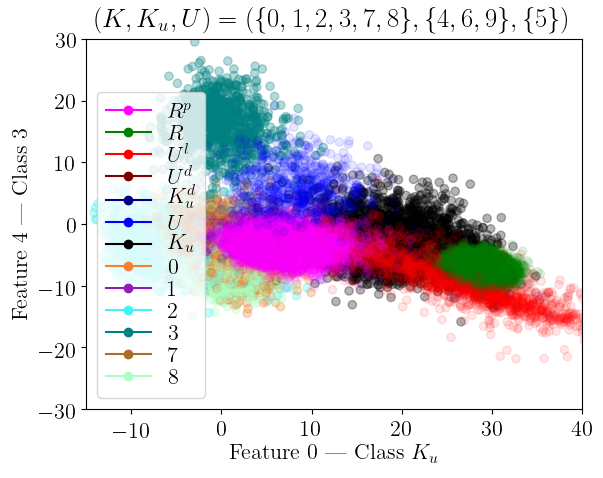 (K, K_u, U) = ({0, 1, 2, 3, 7, 8}, {4, 6, 9}, {5})
30
20
10
0
−10
−20
−30
Feature 4 — Class 3
R^p
R
U^l
U^d
K_u^d
U
K_u
0
1
2
3
7
8
−10 0 10 20 30 40
Feature 0 — Class K_u